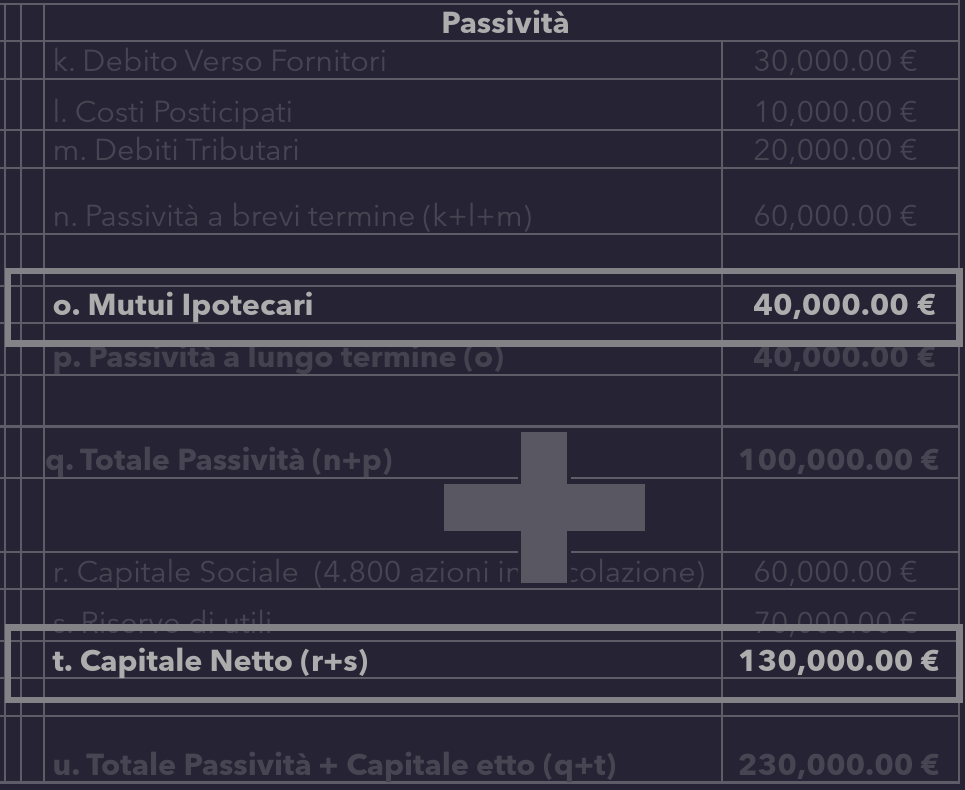 Passività
k. Debito Verso Fornitori 30,000.00 €
l. Costi Posticipati 10,000.00 €
m. Debiti Tributari 20,000.00 €
n. Passività a brevi termine (k+l+m) 60,000.00 €
o. Mutui Ipotecari 40,000.00 €
p. Passività a lungo termine (o) 40,000.00 €
q. Totale Passività (n+p) 100,000.00 €
r. Capitale Sociale (4.800 azioni in colazione) 60,000.00 €
s. Riserve di utili 70,000.00 €
t. Capitale Netto (r+s) 130,000.00 €
u. Totale Passività + Capitale etto (q+t) 230,000.00 €